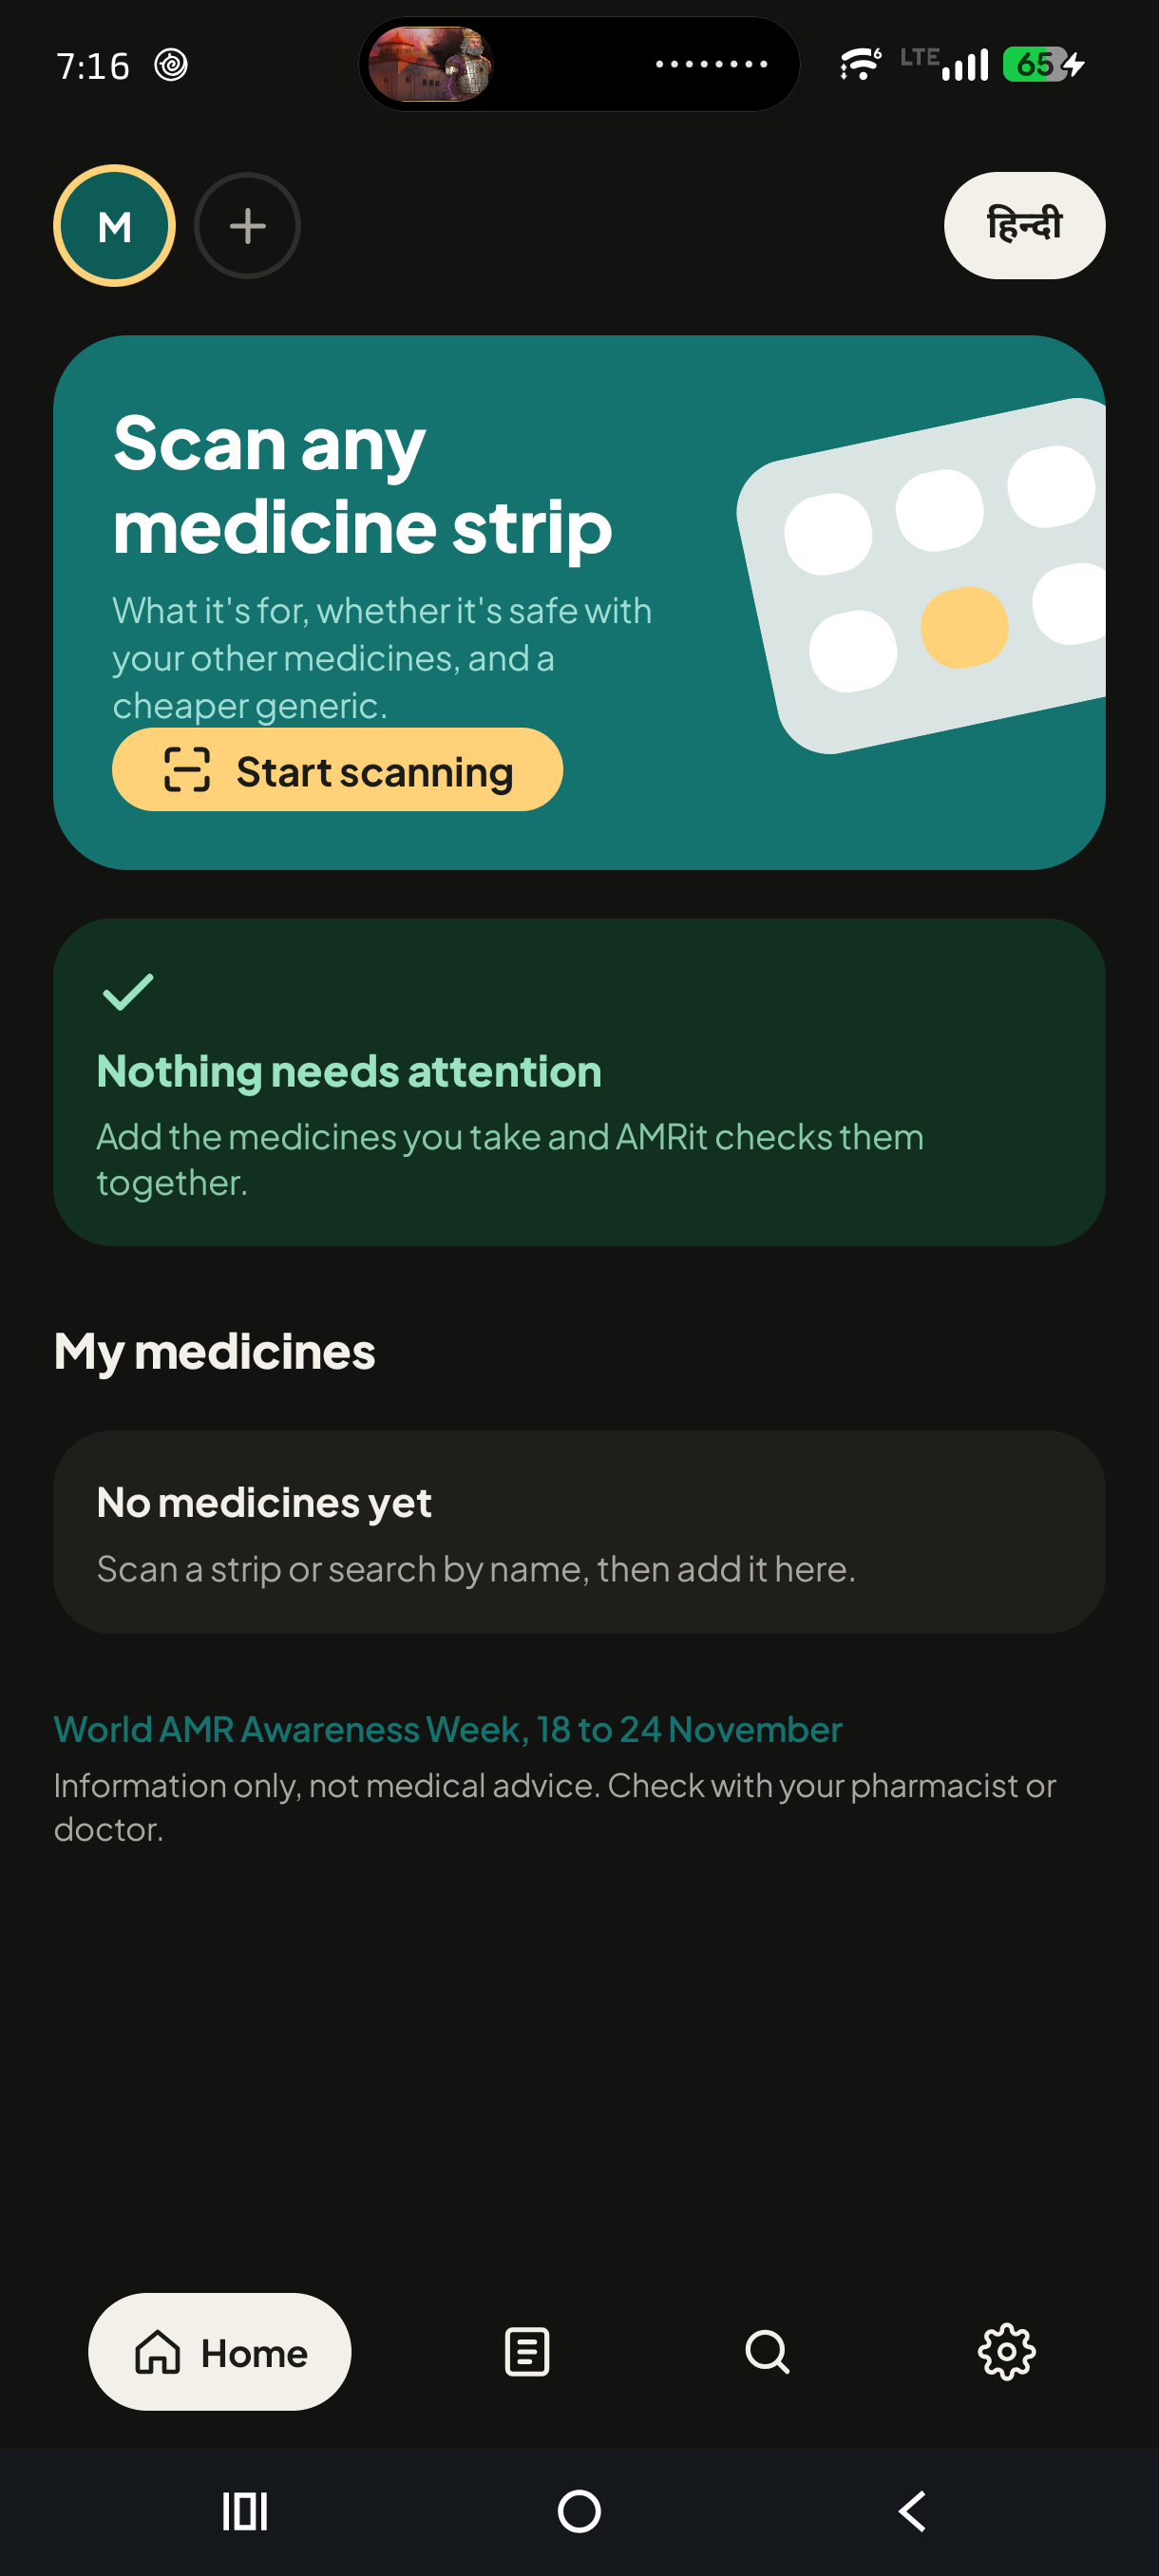 7:16
6
LTE
65
M
हिन्दी
Scan any
medicine strip
What it's for, whether it's safe with
your other medicines, and a
cheaper generic.
Start scanning
Nothing needs attention
Add the medicines you take and AMRit checks them
together.
My medicines
No medicines yet
Scan a strip or search by name, then add it here.
World AMR Awareness Week, 18 to 24 November
Information only, not medical advice. Check with your pharmacist or
doctor.
Home